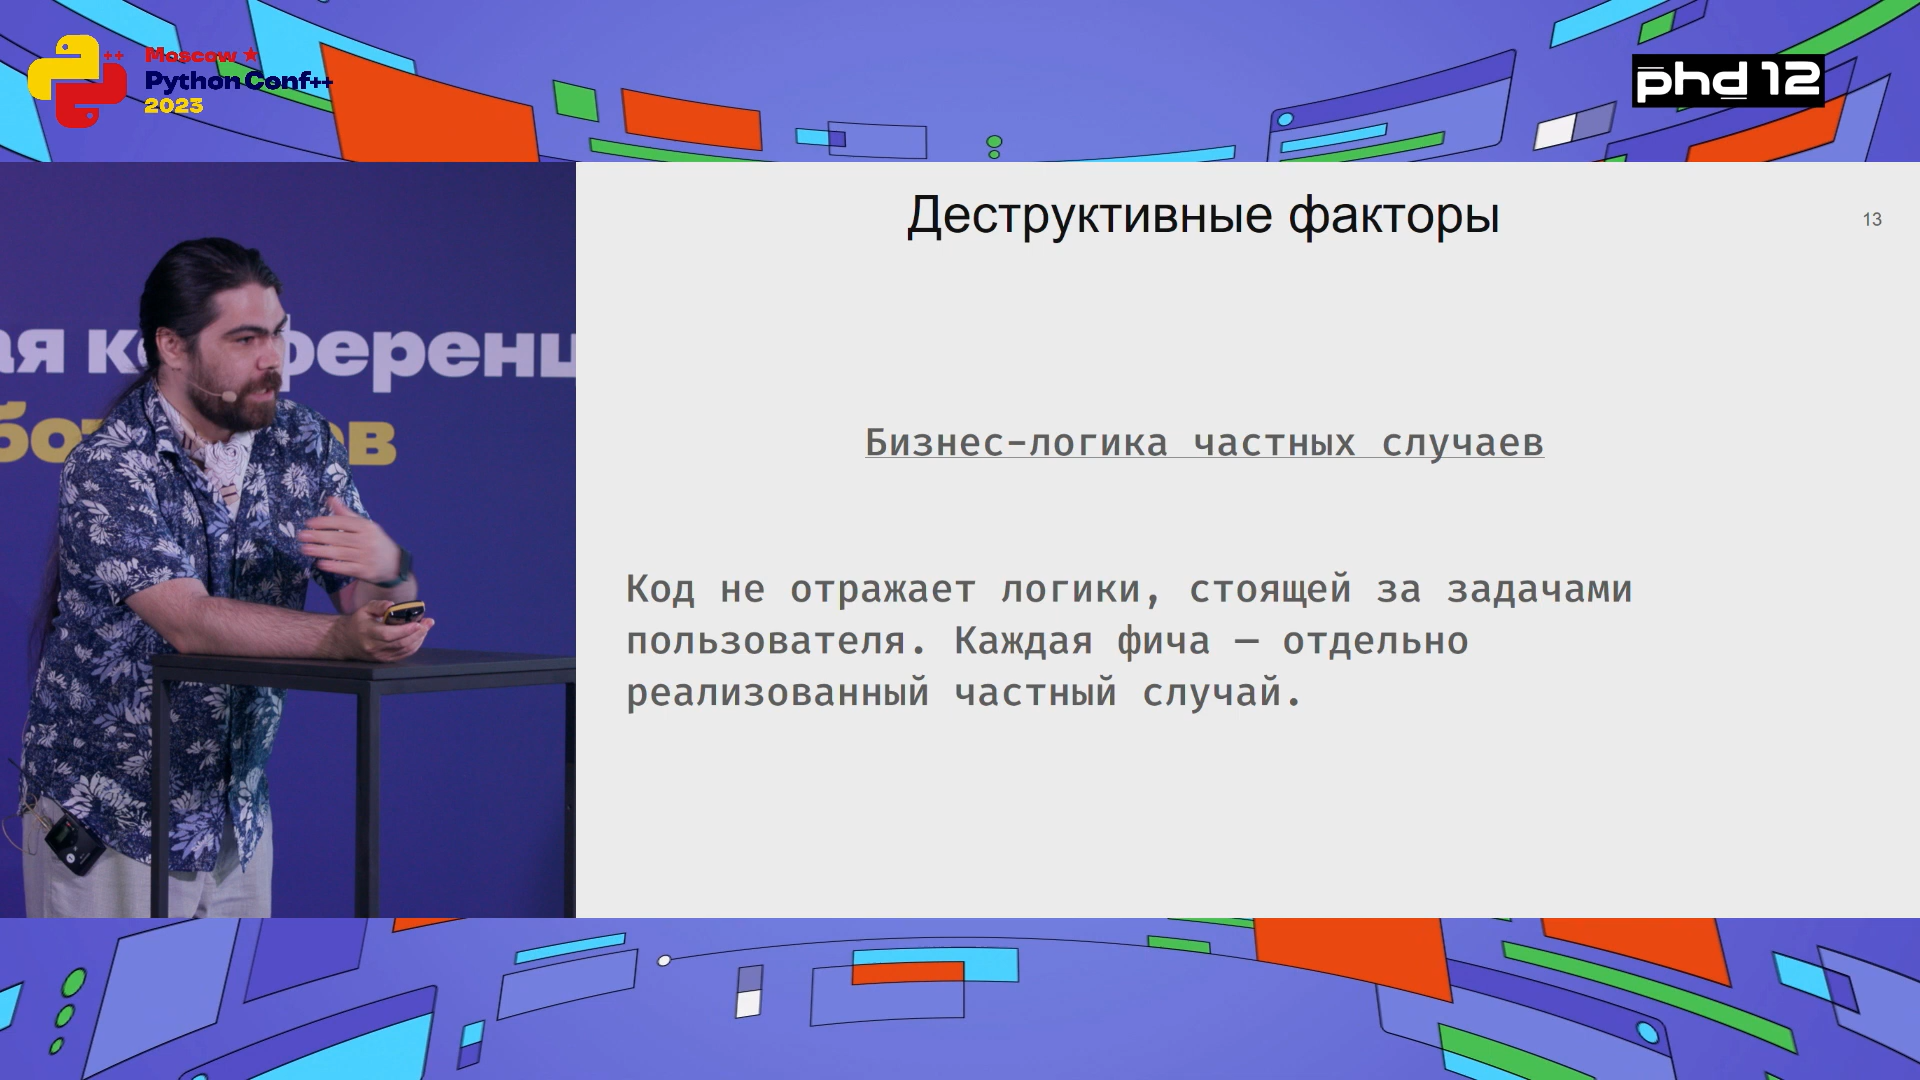 ++ Moscow ★
Python Conf++
2023
phd 12
Деструктивные факторы
13
Бизнес-логика частных случаев
Код не отражает логики, стоящей за задачами
пользователя. Каждая фича — отдельно
реализованный частный случай.